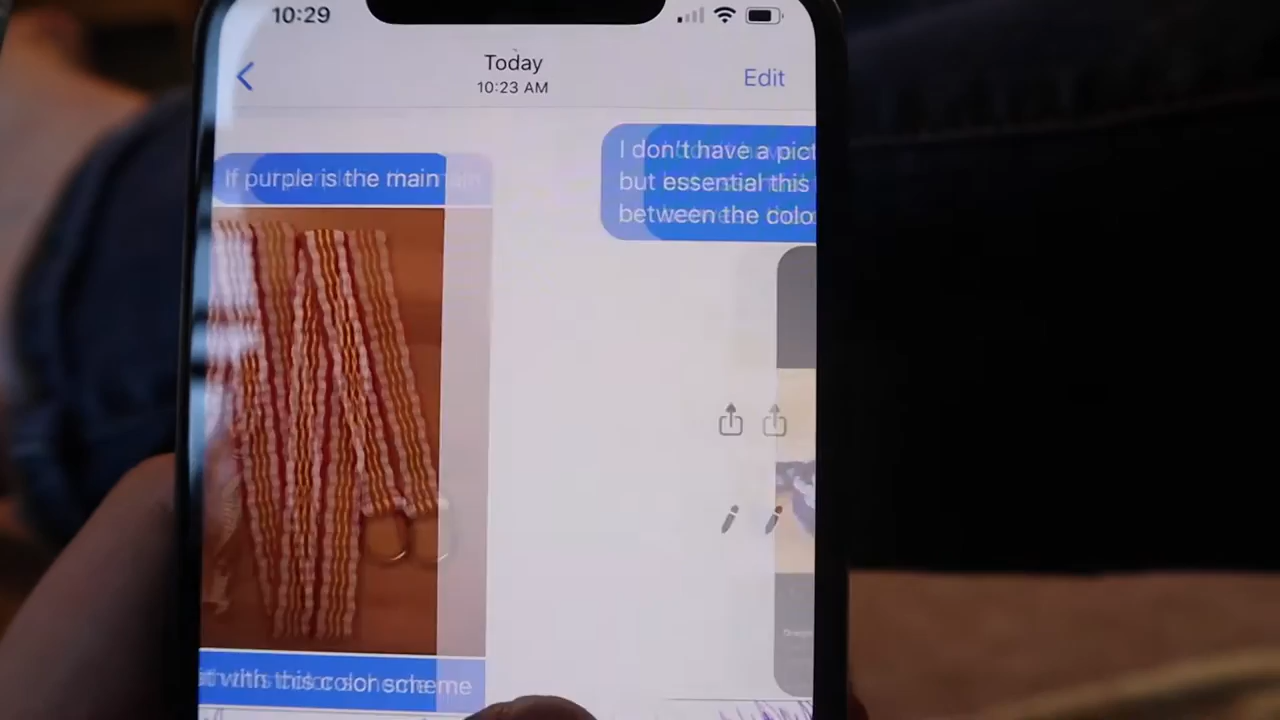 10:29
Today
10:23 AM
Edit
If purple is the main
I don't have a pict
but essential this
between the colo
with this color scheme